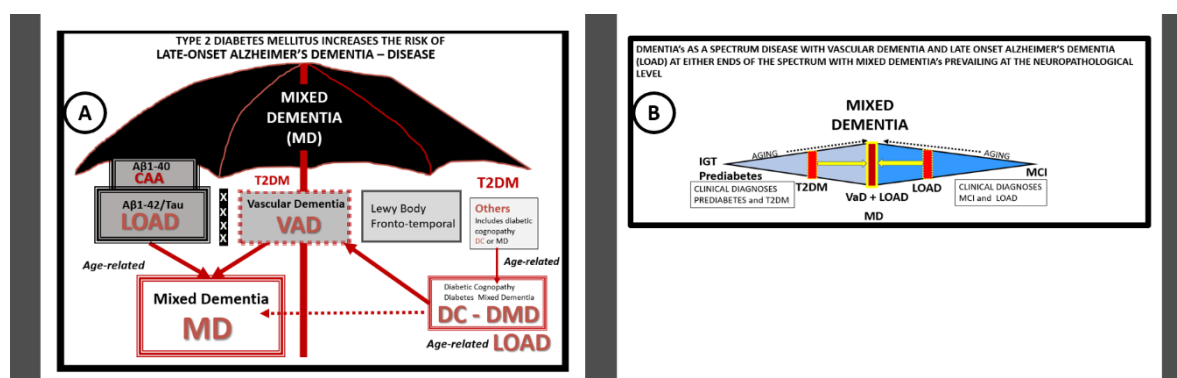 TYPE 2 DIABETES MELLITUS INCREASES THE RISK OF
LATE-ONSET ALZHEIMER'S DEMENTIA – DISEASE
A
MIXED
DEMENTIA
(MD)
Aβ1-40
CAA
T2DM
T2DM
Aβ1-42/Tau
LOAD
X
X
X
X
Vascular Dementia
VAD
Lewy Body
Fronto-temporal
Others
Includes diabetic
cognopathy
DC or MD
Age-related
Age-related
Mixed Dementia
MD
Diabetic Cognopathy
Diabetes Mixed Dementia
DC - DMD
Age-related LOAD
DMENTIA's AS A SPECTRUM DISEASE WITH VASCULAR DEMENTIA AND LATE ONSET ALZHEIMER'S DEMENTIA
(LOAD) AT EITHER ENDS OF THE SPECTRUM WITH MIXED DEMENTIA's PREVAILING AT THE NEUROPATHOLOGICAL
LEVEL
B
MIXED
DEMENTIA
AGING
AGING
IGT
Prediabetes
MCI
T2DM
LOAD
CLINICAL DIAGNOSES
PREDIABETES and T2DM
VaD + LOAD
CLINICAL DIAGNOSES
MCI and LOAD
MD